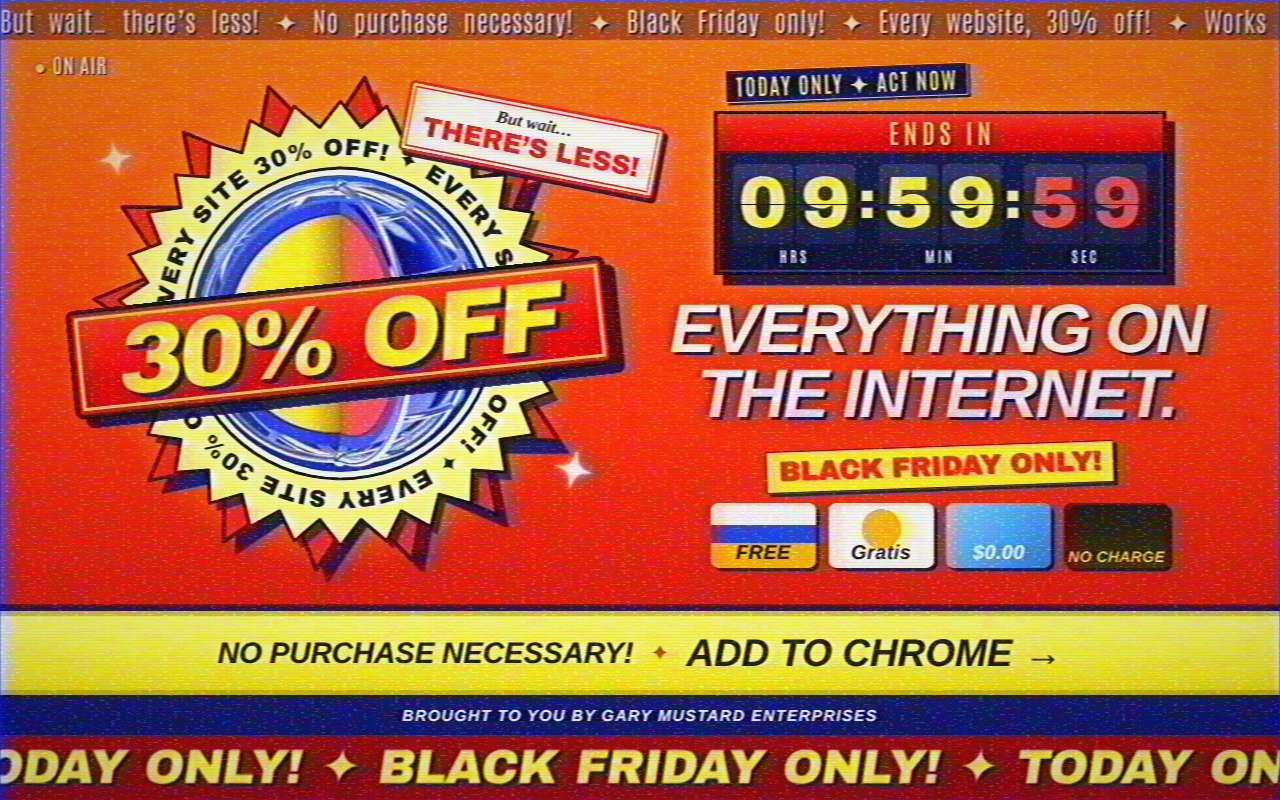 But wait… there's less! ✦ No purchase necessary! ✦ Black Friday only! ✦ Every website, 30% off! ✦ Works
● ON AIR
EVERY SITE 30% OFF! ✦ EVERY S
OFF! ✦ EVERY SITE 30% O
But wait…
THERE'S LESS!
30% OFF
TODAY ONLY ✦ ACT NOW
ENDS IN
09:59:59
HRS MIN SEC
EVERYTHING ON
THE INTERNET.
BLACK FRIDAY ONLY!
FREE Gratis $0.00 NO CHARGE
NO PURCHASE NECESSARY! ✦ ADD TO CHROME →
BROUGHT TO YOU BY GARY MUSTARD ENTERPRISES
ODAY ONLY! ✦ BLACK FRIDAY ONLY! ✦ TODAY ON